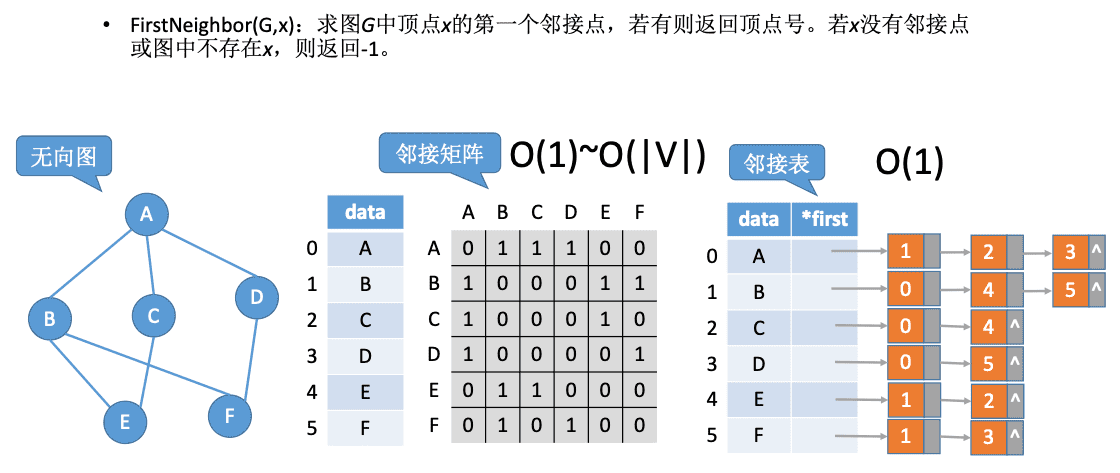 • FirstNeighbor(G,x)：求图G中顶点x的第一个邻接点，若有则返回顶点号。若x没有邻接点
或图中不存在x，则返回-1。
无向图
邻接矩阵 O(1)~O(|V|)
邻接表 O(1)
A
B
C
D
E
F
data
0 A
1 B
2 C
3 D
4 E
5 F
A B C D E F
A 0 1 1 1 0 0
B 1 0 0 0 1 1
C 1 0 0 0 1 0
D 1 0 0 0 0 1
E 0 1 1 0 0 0
F 0 1 0 1 0 0
data *first
0 A 1 2 3 ^
1 B 0 4 5 ^
2 C 0 4 ^
3 D 0 5 ^
4 E 1 2 ^
5 F 1 3 ^